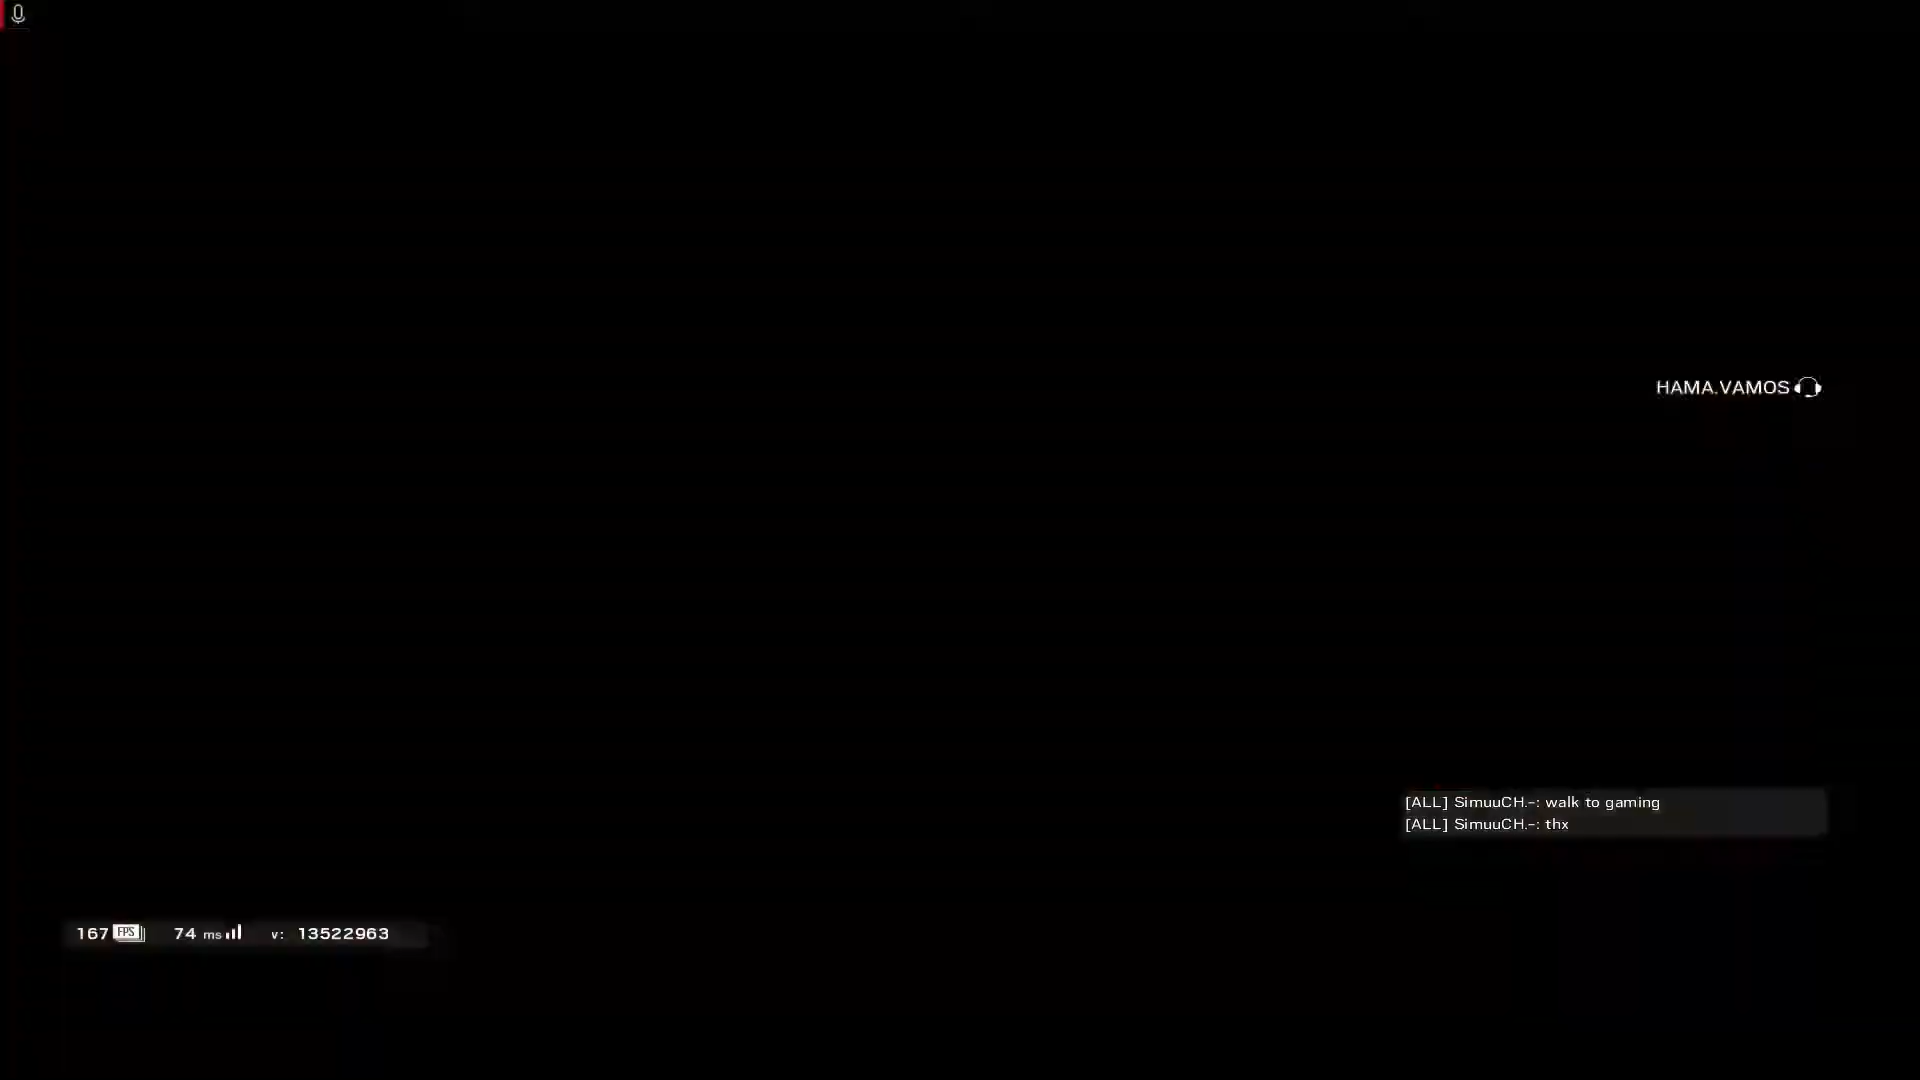 HAMA.VAMOS
[ALL] SimuuCH.-: walk to gaming
[ALL] SimuuCH.-: thx
167 FPS 74 ms v: 13522963